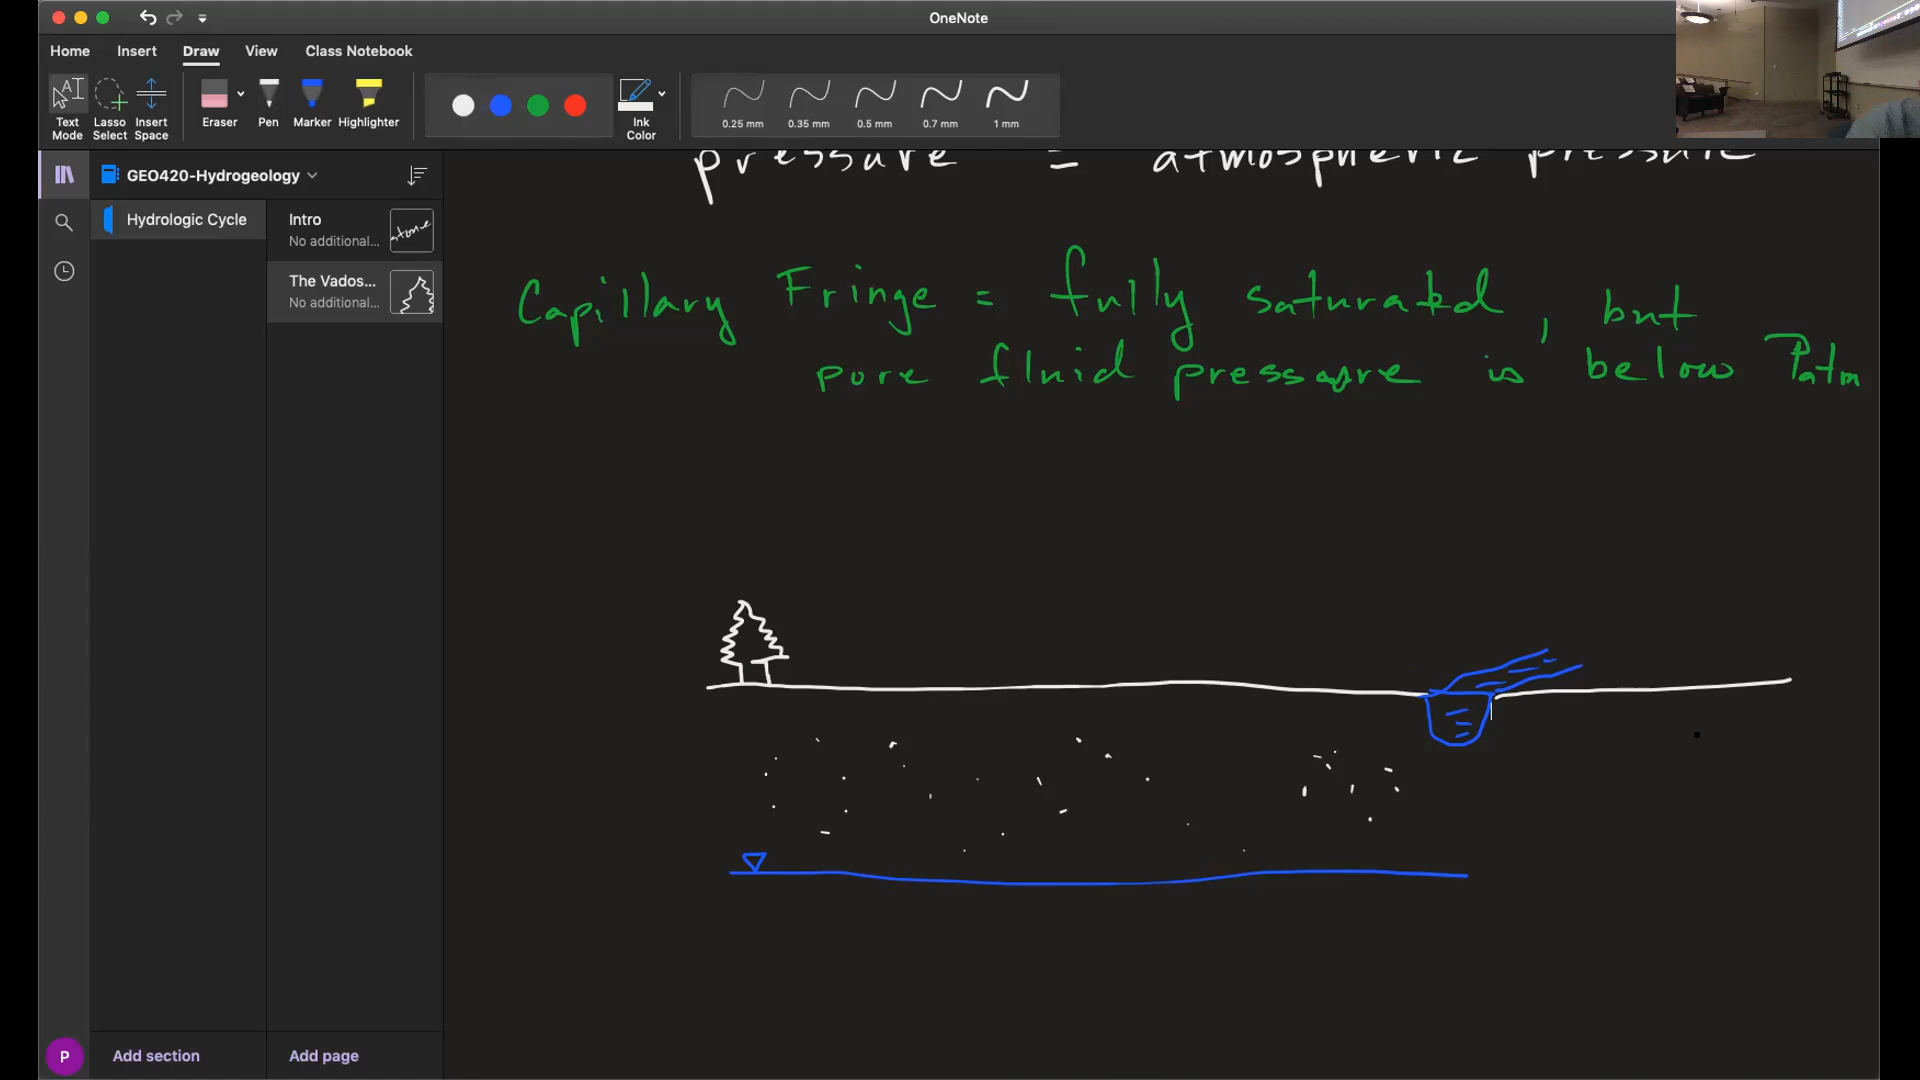 OneNote
Home Insert Draw View Class Notebook
Text Mode
Lasso Select
Insert Space
Eraser
Pen
Marker
Highlighter
Ink Color
0.25 mm
0.35 mm
0.5 mm
0.7 mm
1 mm
GEO420-Hydrogeology
Hydrologic Cycle
Intro
No additional...
The Vados...
No additional...
pressure = atmospheric pressure
Capillary Fringe = fully saturated, but
pore fluid pressure is below Patm
P
Add section
Add page